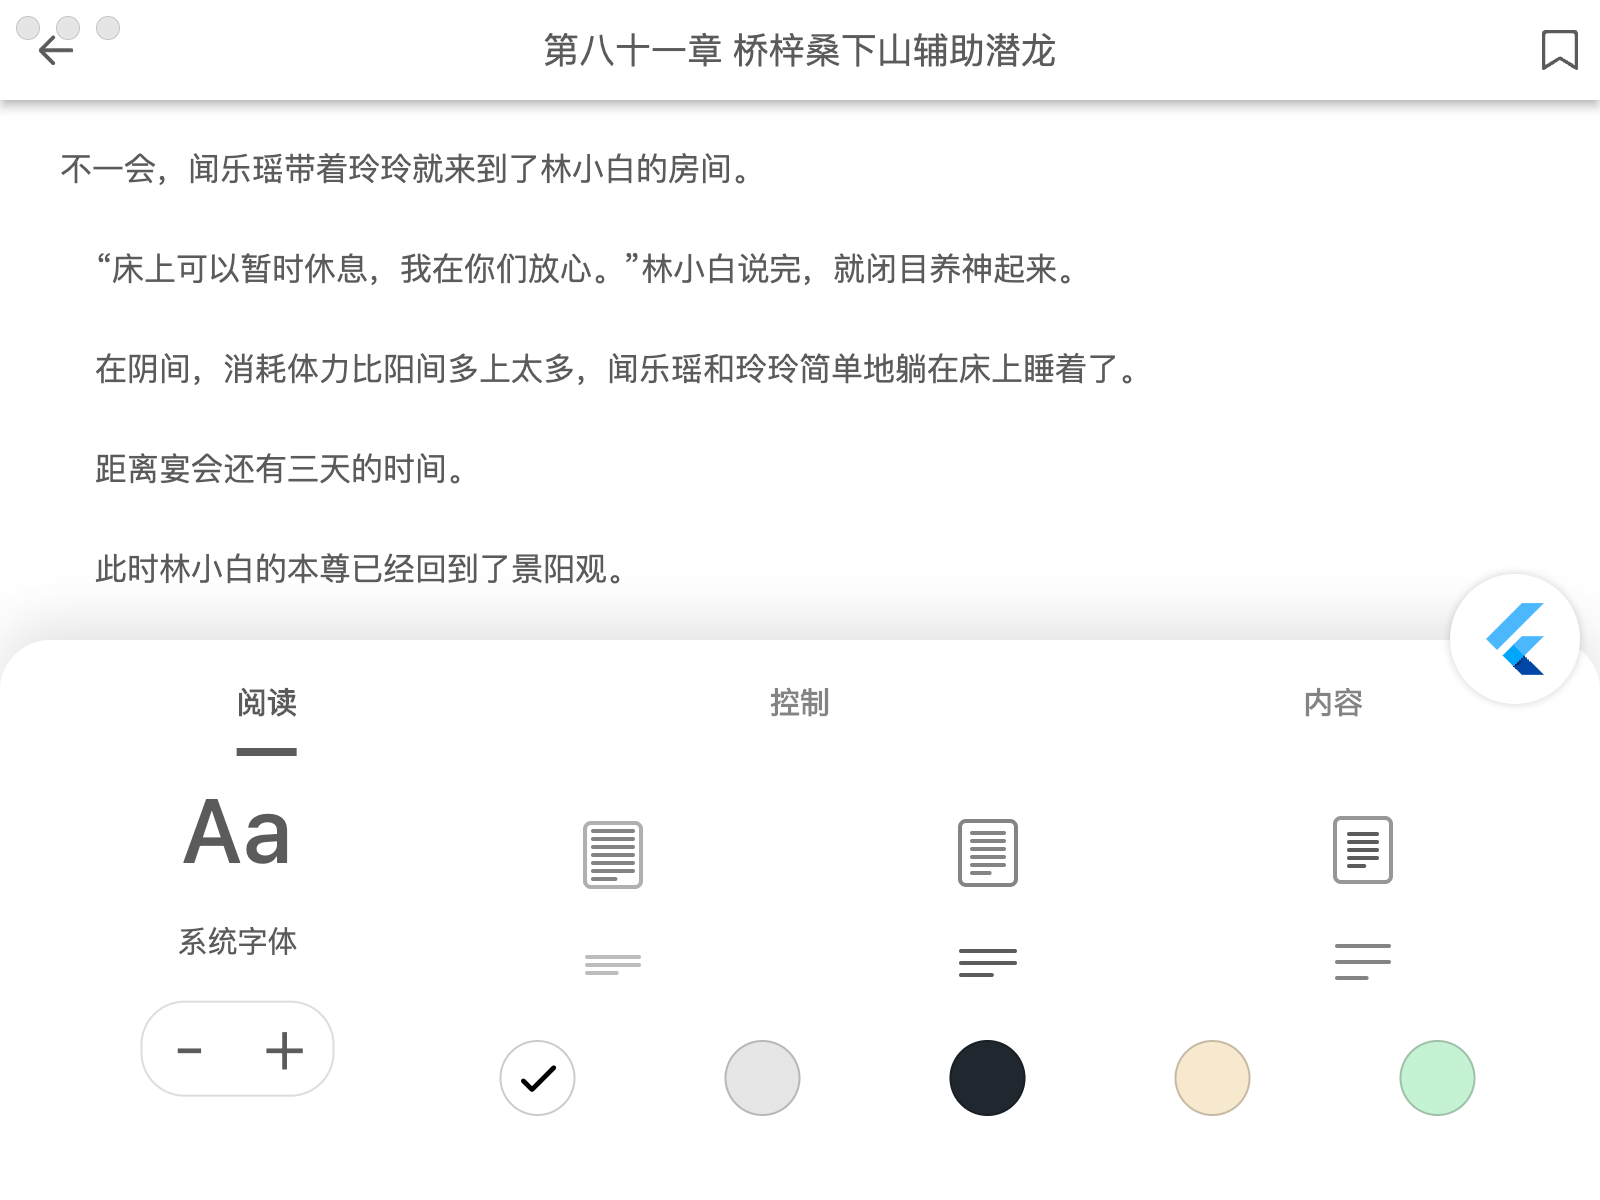 第八十一章 桥梓桑下山辅助潜龙
不一会，闻乐瑶带着玲玲就来到了林小白的房间。
“床上可以暂时休息，我在你们放心。”林小白说完，就闭目养神起来。
在阴间，消耗体力比阳间多上太多，闻乐瑶和玲玲简单地躺在床上睡着了。
距离宴会还有三天的时间。
此时林小白的本尊已经回到了景阳观。
阅读
控制
内容
Aa
系统字体